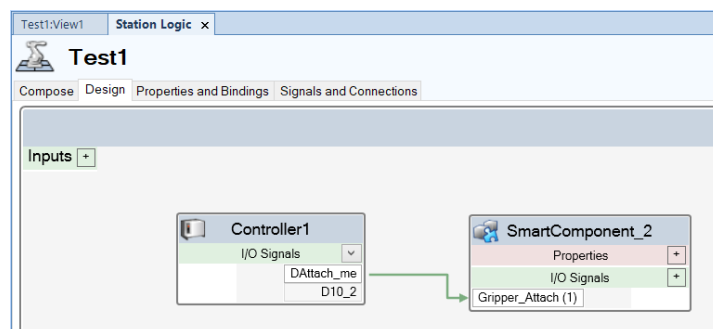 Test1:View1 Station Logic x
Test1
Compose Design Properties and Bindings Signals and Connections
Inputs +
Controller1
I/O Signals
DAttach_me
D10_2
SmartComponent_2
Properties +
I/O Signals +
Gripper_Attach (1)